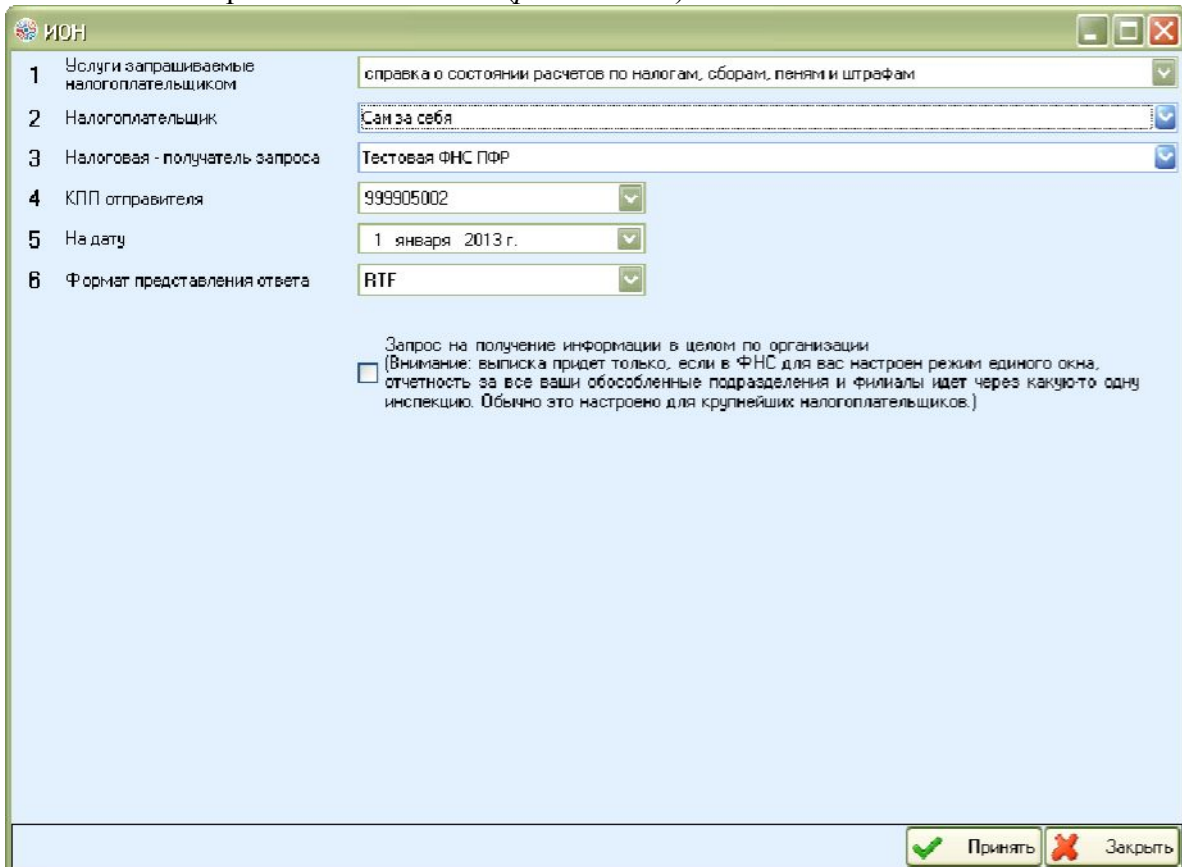 ИОН
1 Услуги запрашиваемые налогоплательщиком справка о состоянии расчетов по налогам, сборам, пеням и штрафам
2 Налогоплательщик Сам за себя
3 Налоговая - получатель запроса Тестовая ФНС ПФР
4 КПП отправителя 999905002
5 На дату 1 января 2013 г.
6 Формат представления ответа RTF
Запрос на получение информации в целом по организации
(Внимание: выписка придет только, если в ФНС для вас настроен режим единого окна,
отчетность за все ваши обособленные подразделения и филиалы идет через какую-то одну
инспекцию. Обычно это настроено для крупнейших налогоплательщиков.)
Принять Закрыть